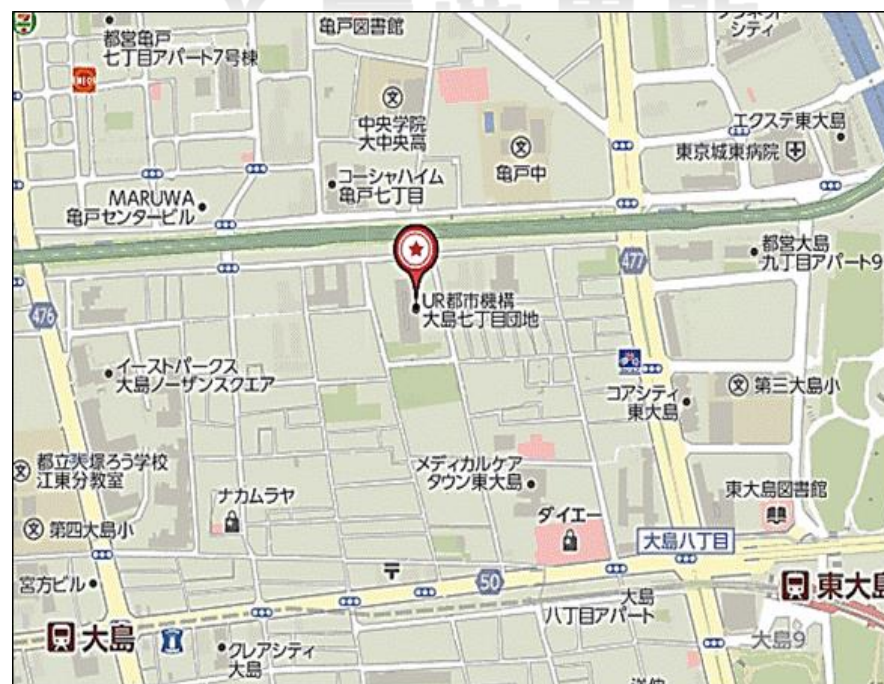 亀戸図書館
シティ
都営亀戸
七丁目アパート7号棟
ENEOS
中央学院
大中央高
亀戸中
エクステ東大島
東京城東病院
コーシャハイム
亀戸七丁目
MARUWA
亀戸センタービル
都営大島
九丁目アパート9
477
UR都市機構
大島七丁目団地
476
イーストパークス
大島ノーザンスクエア
文 第三大島小
コアシティ
東大島
都立大塚ろう学校
江東分教室
メディカルケア
タウン東大島
ナカムラヤ
東大島図書館
文 第四大島小
ダイエー
大島八丁目
宮方ビル
〒
50
東大島
大島
八丁目アパート
大島
クレアシティ
大島
大島9